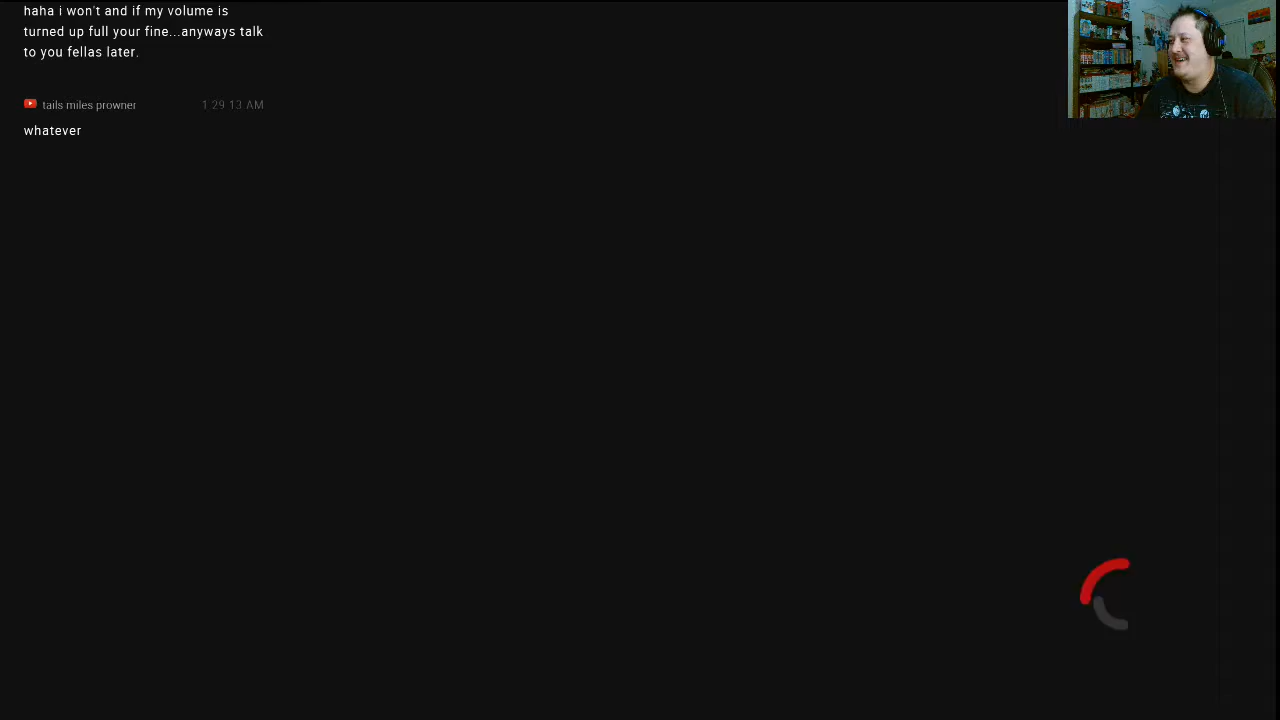 haha i won't and if my volume is
turned up full your fine...anyways talk
to you fellas later.
tails miles prowner 1 29 13 AM
whatever